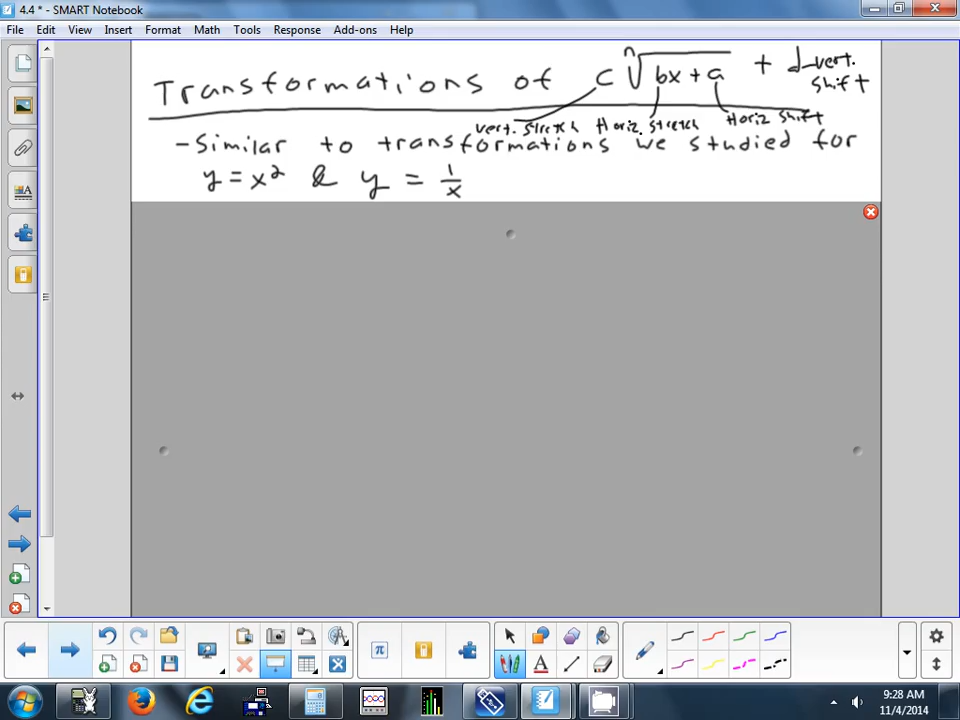 4.4 * - SMART Notebook
File Edit View Insert Format Math Tools Response Add-ons Help
Transformations of c ⁿ√(bx + a) + d
vert. shift
vert. stretch Horiz. stretch Horiz shift
- Similar to transformations we studied for
y = x² & y = 1/x
9:28 AM
11/4/2014